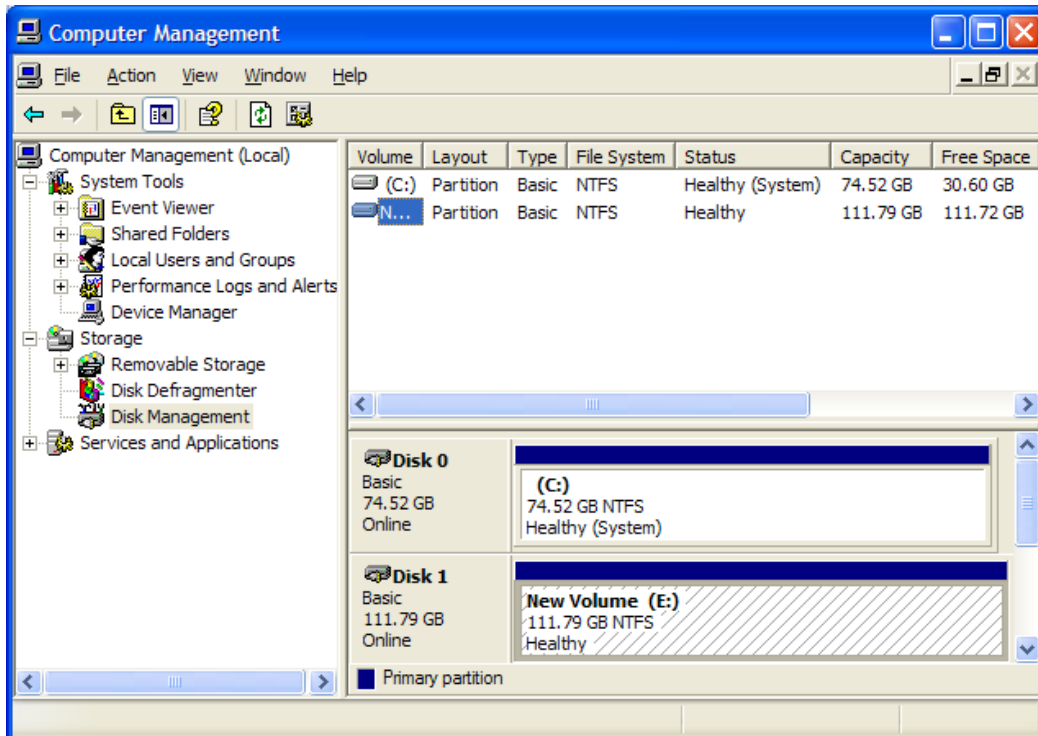 Computer Management
File Action View Window Help
Computer Management (Local)
System Tools
Event Viewer
Shared Folders
Local Users and Groups
Performance Logs and Alerts
Device Manager
Storage
Removable Storage
Disk Defragmenter
Disk Management
Services and Applications
Volume Layout Type File System Status Capacity Free Space
(C:) Partition Basic NTFS Healthy (System) 74.52 GB 30.60 GB
N... Partition Basic NTFS Healthy 111.79 GB 111.72 GB
Disk 0
Basic
74.52 GB
Online
(C:)
74.52 GB NTFS
Healthy (System)
Disk 1
Basic
111.79 GB
Online
New Volume (E:)
111.79 GB NTFS
Healthy
Primary partition